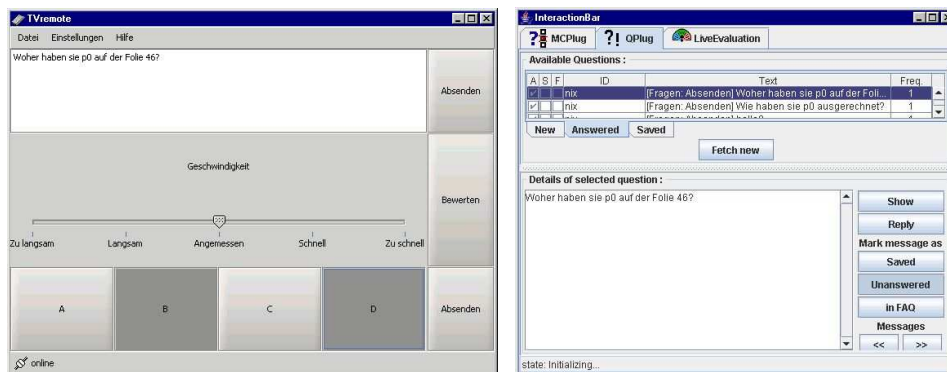 TVremote
Datei Einstellungen Hilfe
Woher haben sie p0 auf der Folie 46?
Absenden
Geschwindigkeit
Bewerten
Zu langsam Langsam Angemessen Schnell Zu schnell
A B C D Absenden
online
InteractionBar
MCPlug QPlug LiveEvaluation
Available Questions :
A S F ID Text Freq.
nix [Fragen: Absenden] Woher haben sie p0 auf der Foli... 1
nix [Fragen: Absenden] Wie haben sie p0 ausgerechnet? 1
New Answered Saved
Fetch new
Details of selected question :
Woher haben sie p0 auf der Folie 46?
Show
Reply
Mark message as
Saved
Unanswered
in FAQ
Messages
<< >>
state: Initializing...